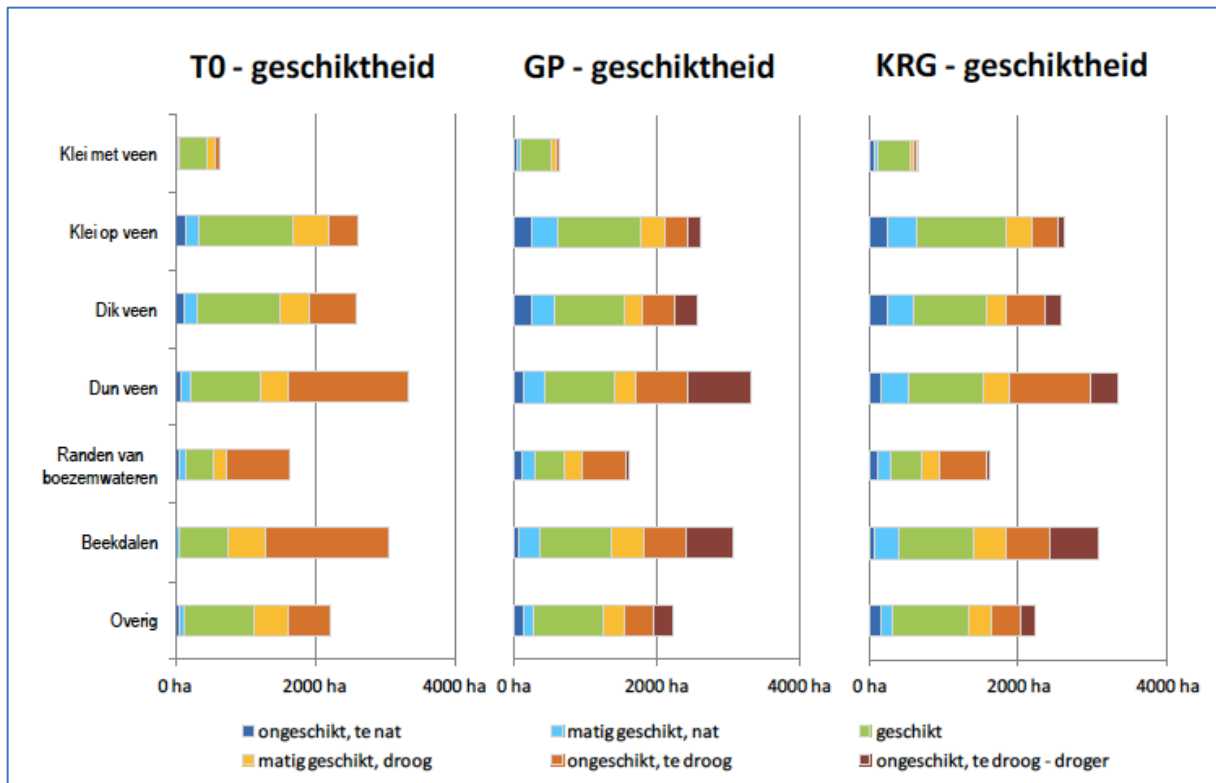 T0 - geschiktheid
GP - geschiktheid
KRG - geschiktheid
Klei met veen
Klei op veen
Dik veen
Dun veen
Randen van
boezemwateren
Beekdalen
Overig
0 ha 2000 ha 4000 ha
0 ha 2000 ha 4000 ha
0 ha 2000 ha 4000 ha
ongeschikt, te nat
matig geschikt, nat
geschikt
matig geschikt, droog
ongeschikt, te droog
ongeschikt, te droog - droger